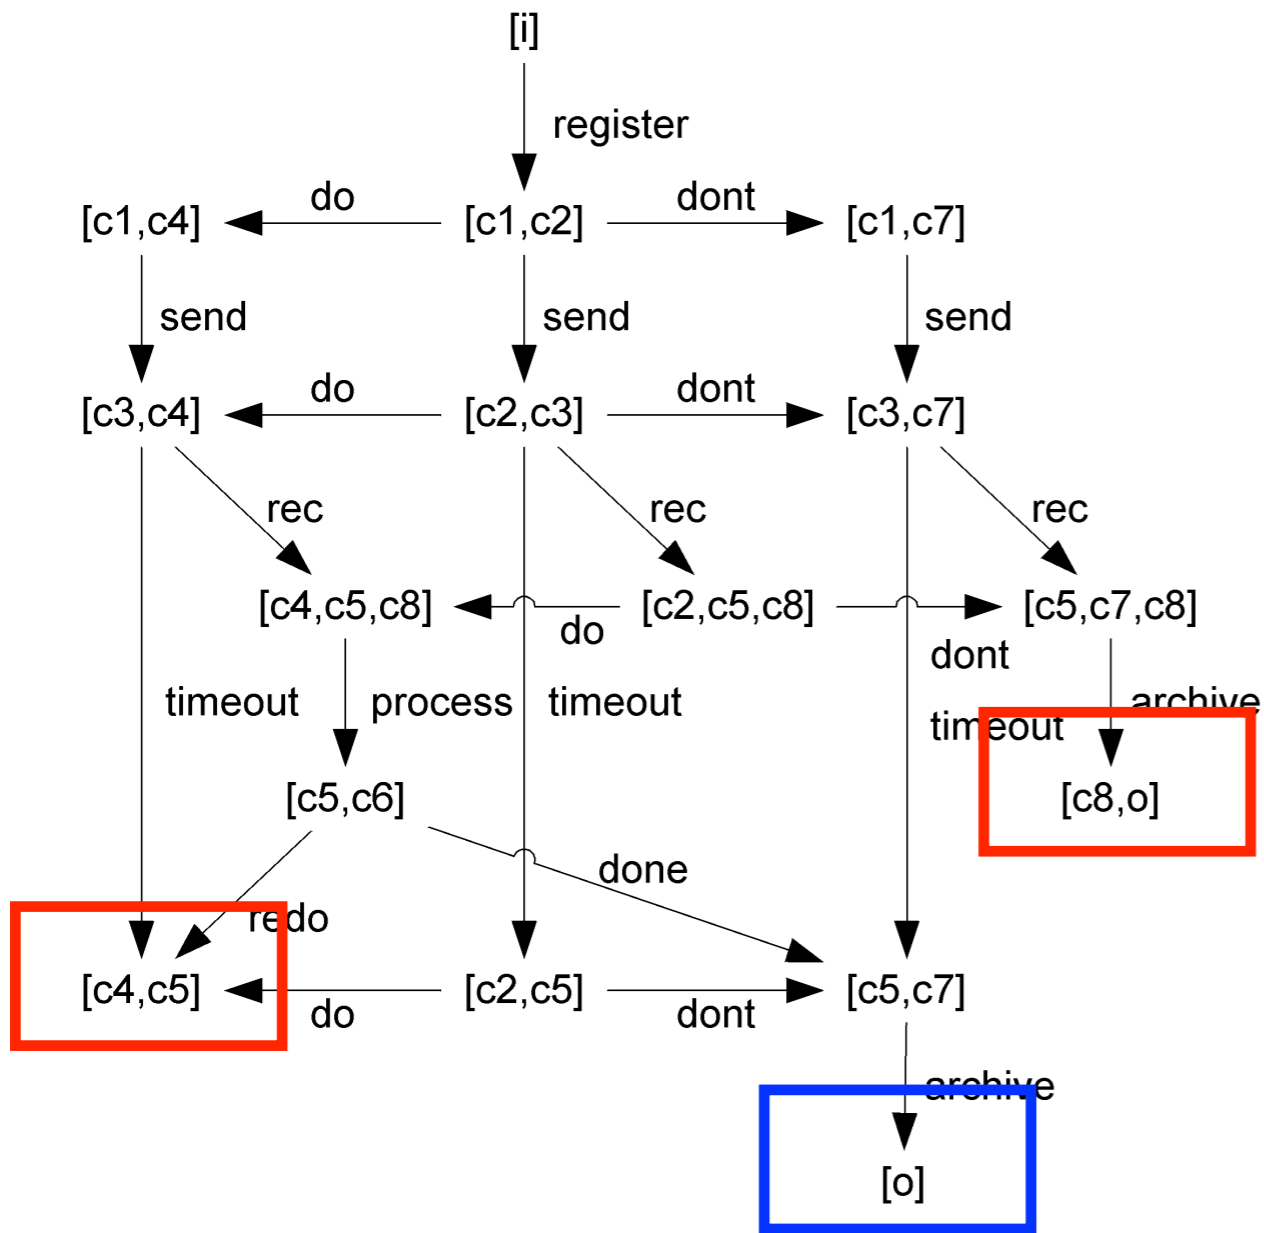 [i]
register
do
dont
[c1,c4]
[c1,c2]
[c1,c7]
send
send
send
do
dont
[c3,c4]
[c2,c3]
[c3,c7]
rec
rec
rec
[c4,c5,c8]
[c2,c5,c8]
[c5,c7,c8]
do
dont
timeout
process
timeout
timeout
archive
[c5,c6]
[c8,o]
done
redo
[c4,c5]
[c2,c5]
[c5,c7]
do
dont
archive
[o]